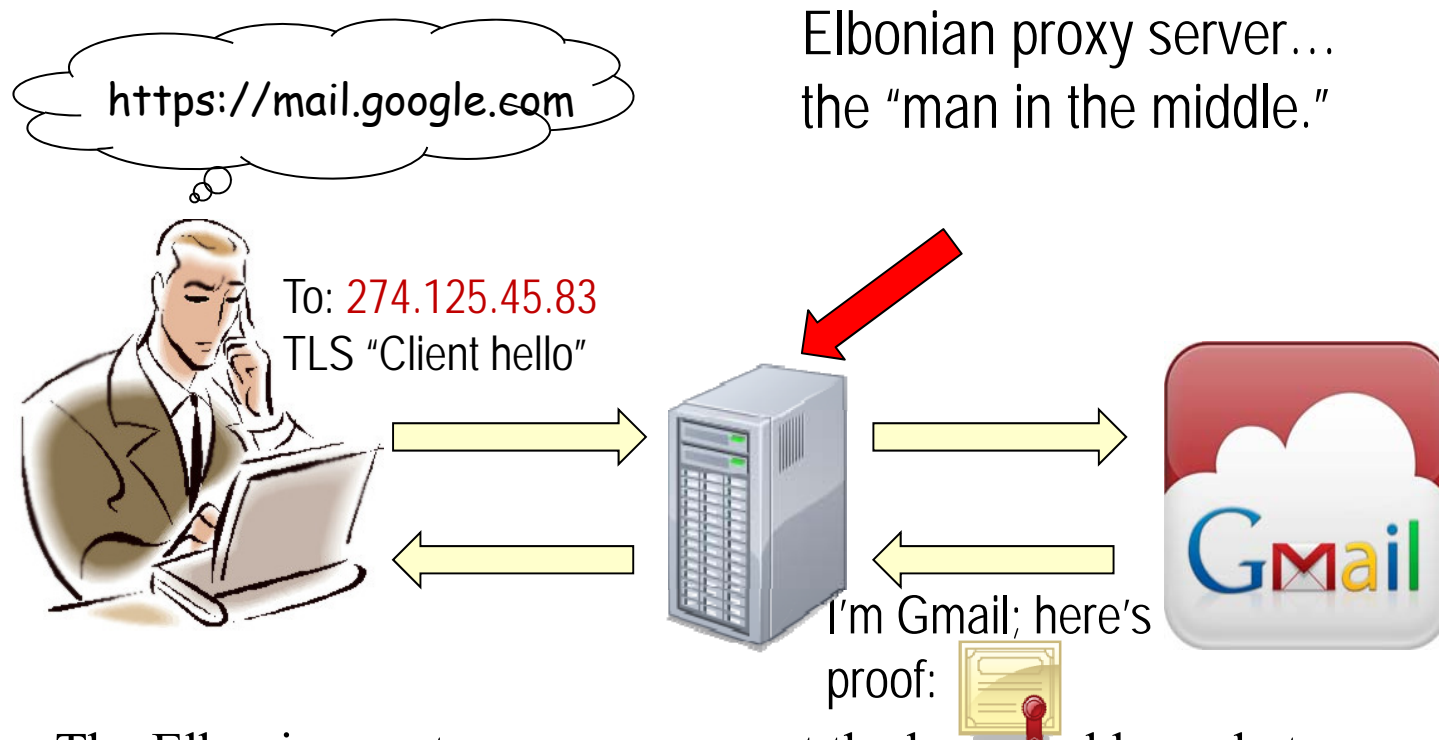 Elbonian proxy server…
the “man in the middle.”
https://mail.google.com
To: 274.125.45.83
TLS “Client hello”
GMail
I'm Gmail; here's
proof: